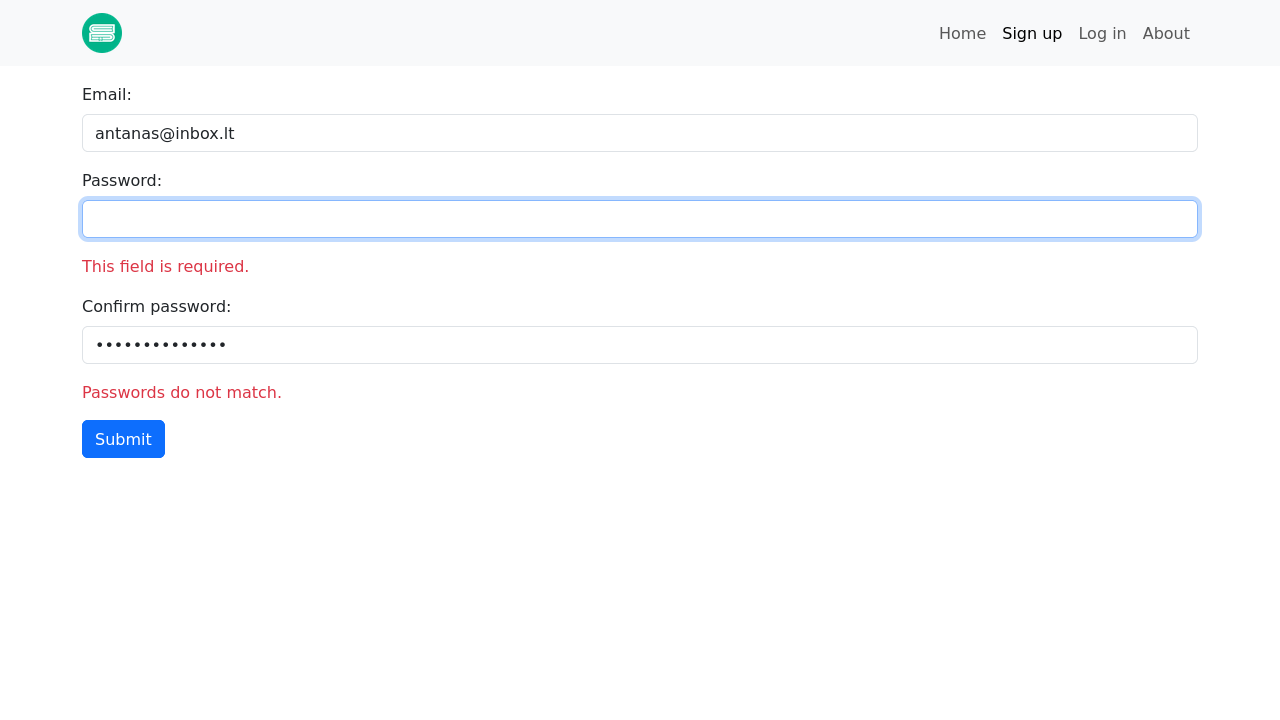 Home Sign up Log in About
Email:
antanas@inbox.lt
Password:
This field is required.
Confirm password:
••••••••••••••
Passwords do not match.
Submit